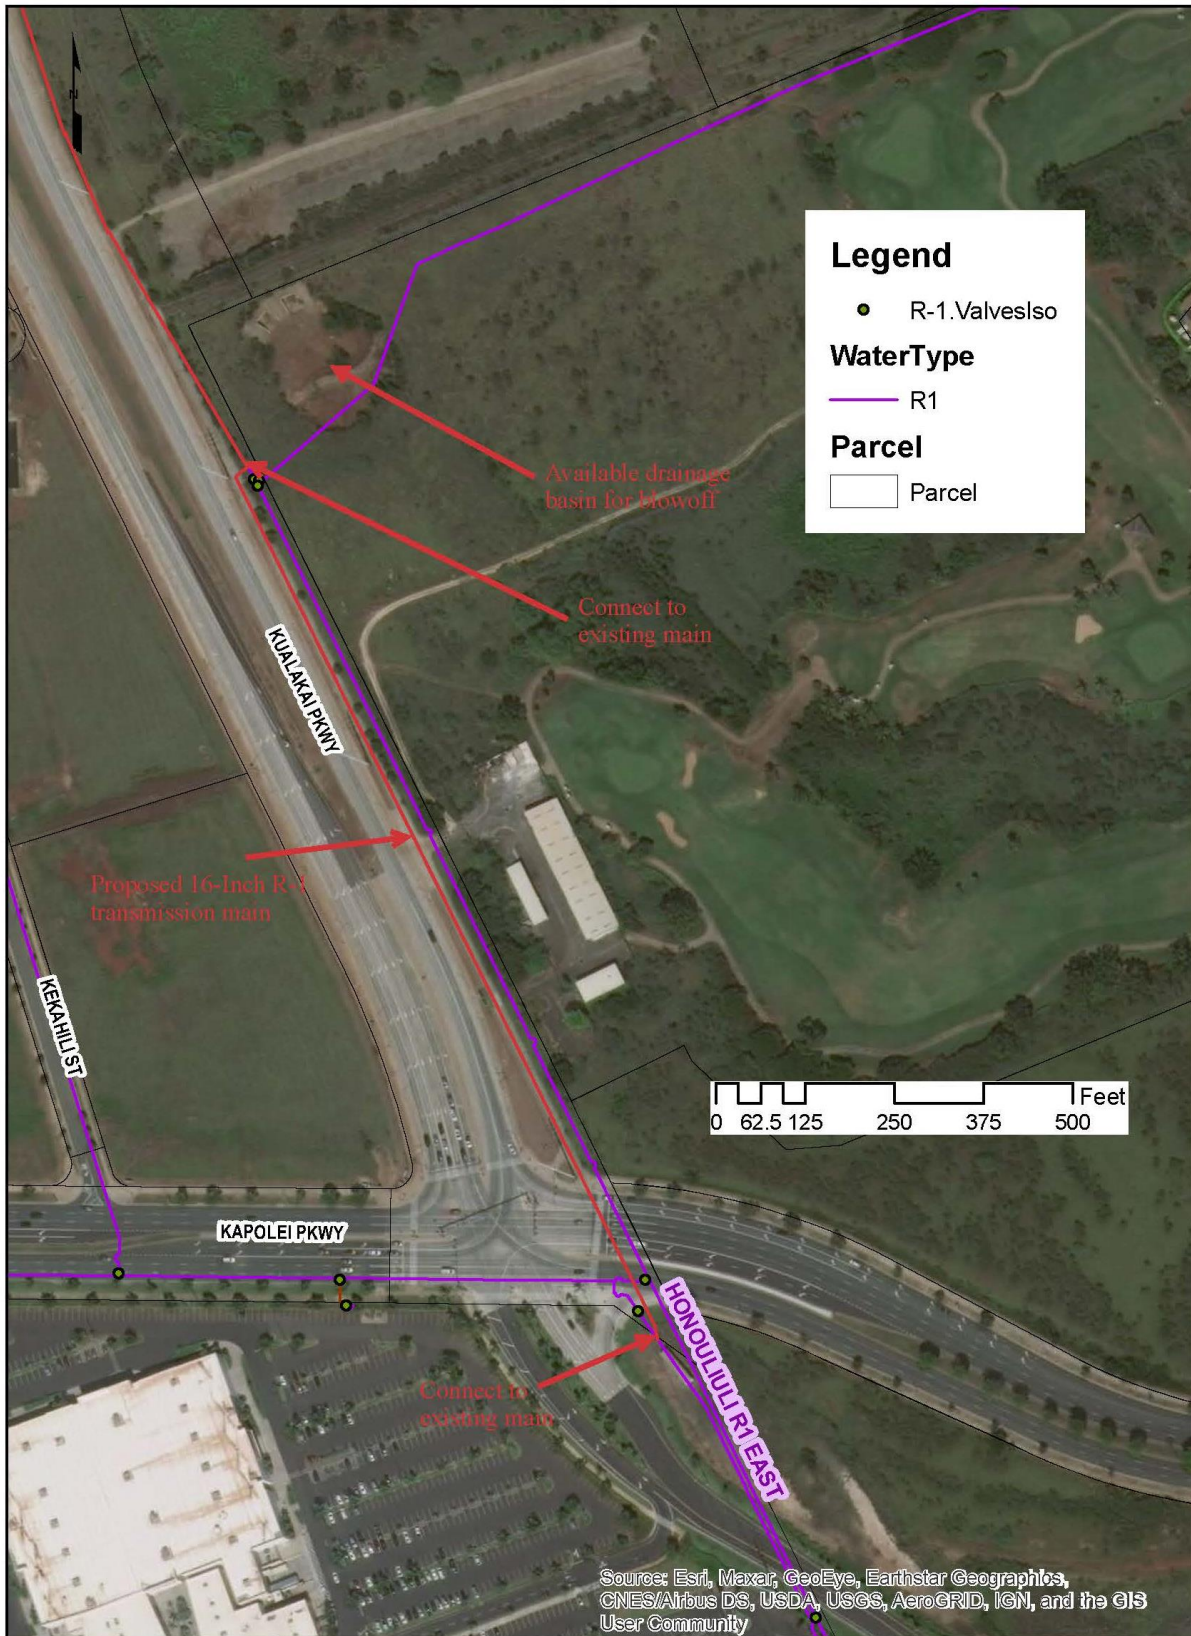 N
Legend
R-1.ValvesIso
WaterType
R1
Parcel
Parcel
Available drainage
basin for blowoff
Connect to
existing main
KUALAKAI PKWY
Proposed 16-Inch R-1
transmission main
KEKAHILI ST
Feet
0 62.5 125 250 375 500
KAPOLEI PKWY
HONOULIULI R1 EAST
Connect to
existing main
Source: Esri, Maxar, GeoEye, Earthstar Geographics,
CNES/Airbus DS, USDA, USGS, AeroGRID, IGN, and the GIS
User Community